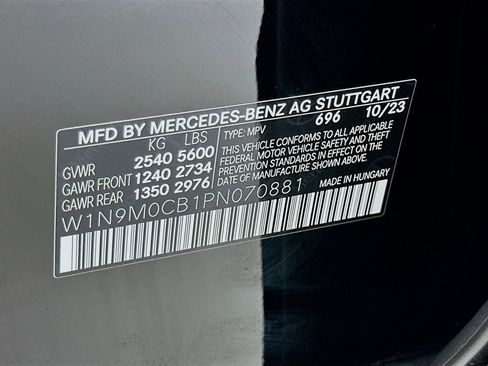 MFD BY MERCEDES-BENZ AG STUTTGART
KG LBS TYPE: MPV 696 10/23
GVWR 2540 5600
GAWR FRONT 1240 2734
GAWR REAR 1350 2976
THIS VEHICLE CONFORMS TO ALL APPLICABLE
FEDERAL MOTOR VEHICLE SAFETY AND THEFT
PREVENTION STANDARDS IN EFFECT ON THE
DATE OF MANUFACTURE SHOWN ABOVE.
W1N9M0CB1PN070881 MADE IN HUNGARY